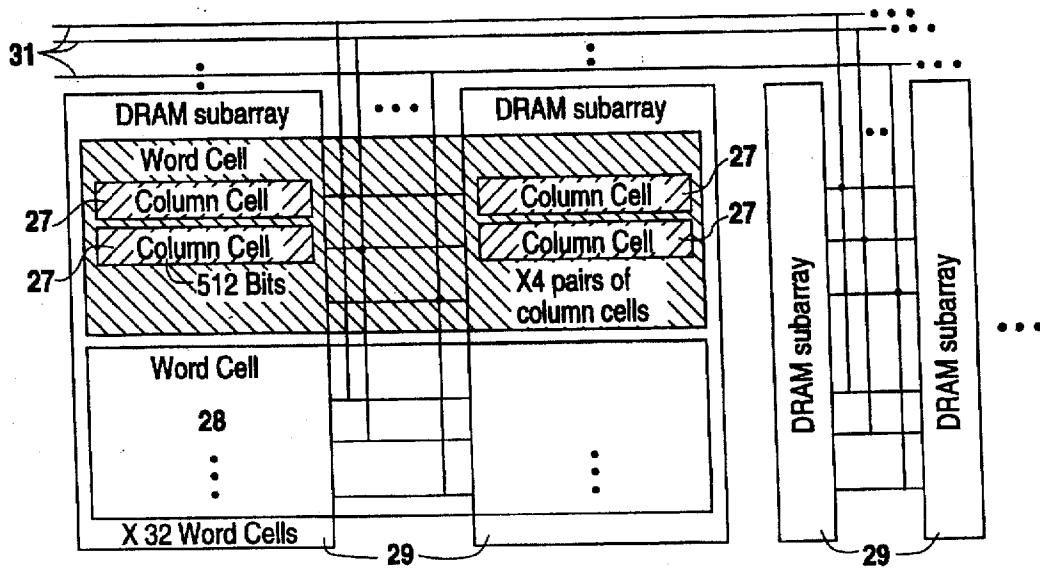 31
DRAM subarray
DRAM subarray
Word Cell
27
Column Cell
Column Cell
27
27
Column Cell
Column Cell
27
512 Bits
X4 pairs of
column cells
Word Cell
28
X 32 Word Cells
29
DRAM subarray
DRAM subarray
29